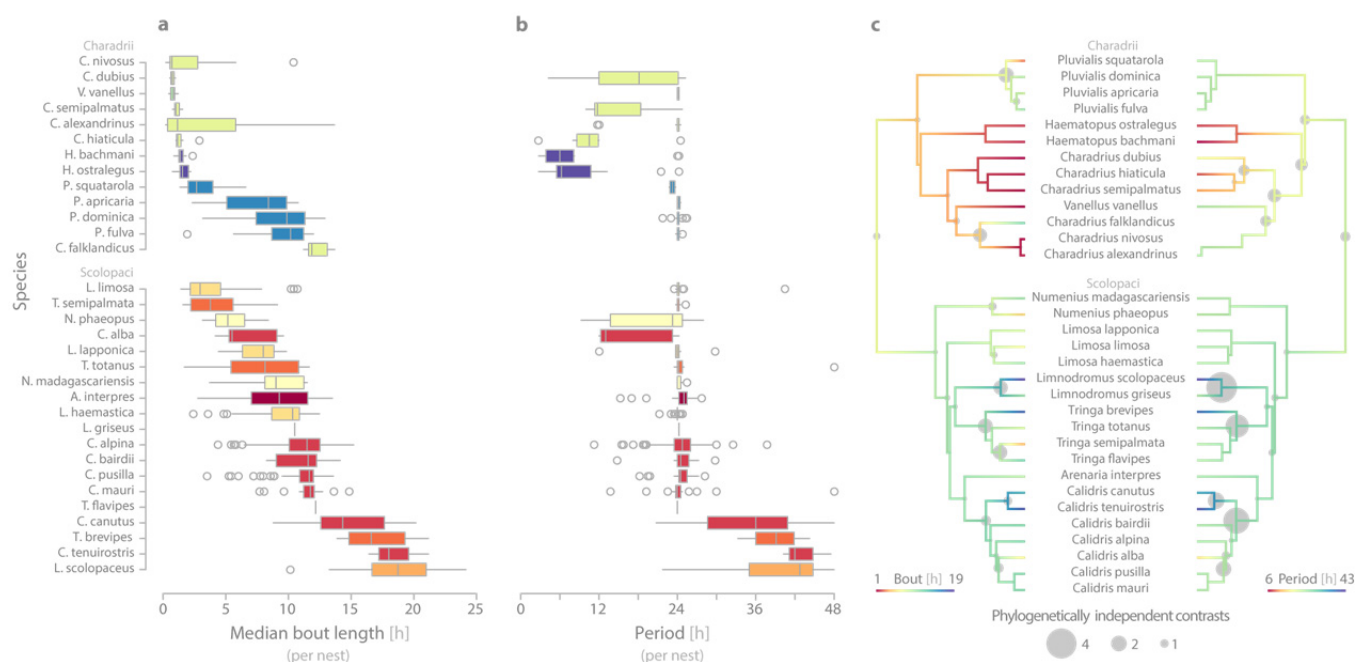 a
Charadrii
C. nivosus
C. dubius
V. vanellus
C. semipalmatus
C. alexandrinus
C. hiaticula
H. bachmani
H. ostralegus
P. squatarola
P. apricaria
P. dominica
P. fulva
C. falklandicus
Species
Scolopaci
L. limosa
T. semipalmata
N. phaeopus
C. alba
L. lapponica
T. totanus
N. madagascariensis
A. interpres
L. haemastica
L. griseus
C. alpina
C. bairdii
C. pusilla
C. mauri
T. flavipes
C. canutus
T. brevipes
C. tenuirostris
L. scolopaceus
0 5 10 15 20 25
Median bout length [h]
(per nest)
b
0 12 24 36 48
Period [h]
(per nest)
c
Charadrii
Pluvialis squatarola
Pluvialis dominica
Pluvialis apricaria
Pluvialis fulva
Haematopus ostralegus
Haematopus bachmani
Charadrius dubius
Charadrius hiaticula
Charadrius semipalmatus
Vanellus vanellus
Charadrius falklandicus
Charadrius nivosus
Charadrius alexandrinus
Scolopaci
Numenius madagascariensis
Numenius phaeopus
Limosa lapponica
Limosa limosa
Limosa haemastica
Limnodromus scolopaceus
Limnodromus griseus
Tringa brevipes
Tringa totanus
Tringa semipalmata
Tringa flavipes
Arenaria interpres
Calidris canutus
Calidris tenuirostris
Calidris bairdii
Calidris alpina
Calidris alba
Calidris pusilla
Calidris mauri
1 Bout [h] 19
6 Period [h] 43
Phylogenetically independent contrasts
4 2 1